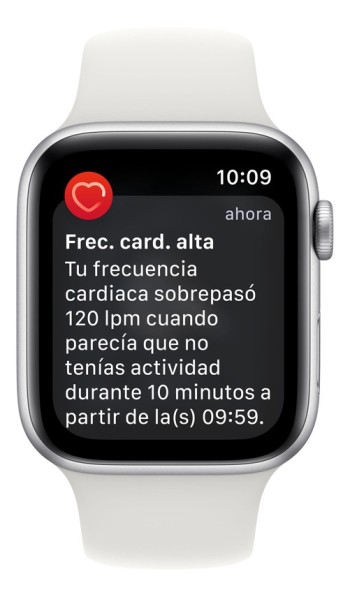 10:09
ahora
Frec. card. alta
Tu frecuencia
cardiaca sobrepasó
120 lpm cuando
parecía que no
tenías actividad
durante 10 minutos a
partir de la(s) 09:59.